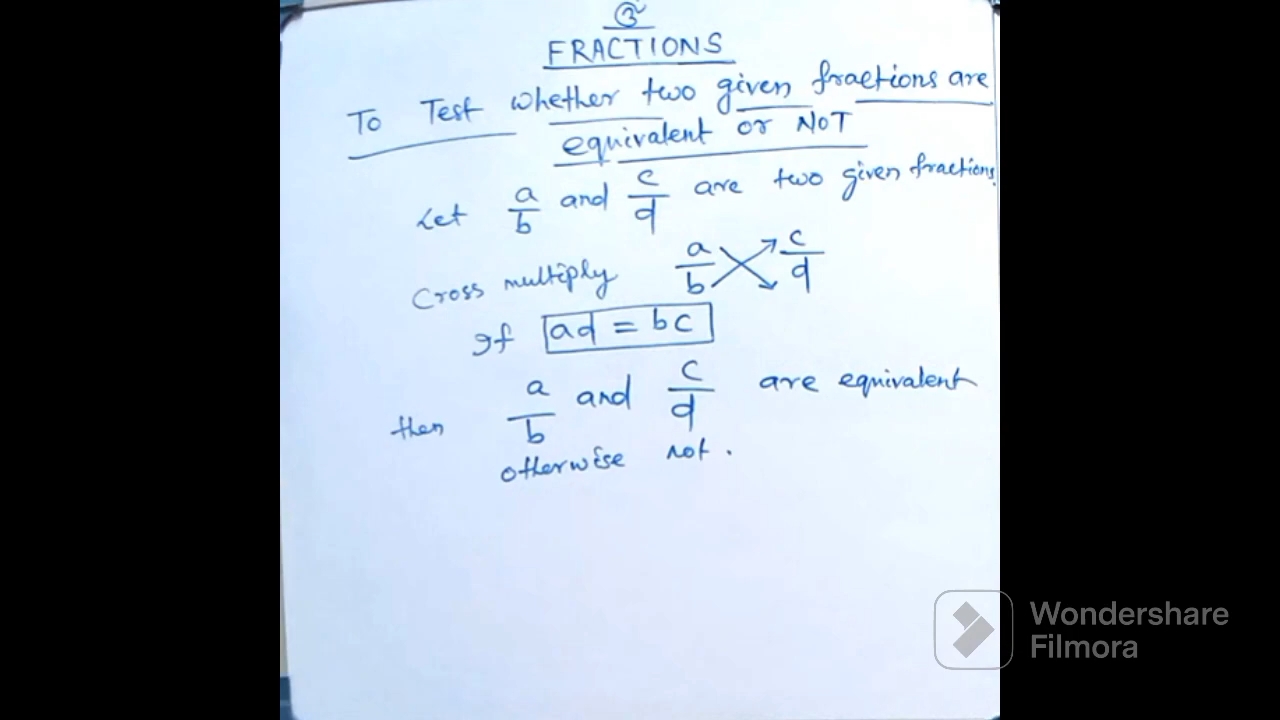 3
FRACTIONS
To Test whether two given fractions are
equivalent or NOT
Let a/b and c/d are two given fractions.
Cross multiply a/b c/d
If ad = bc
then a/b and c/d are equivalent
otherwise not.
Wondershare
Filmora